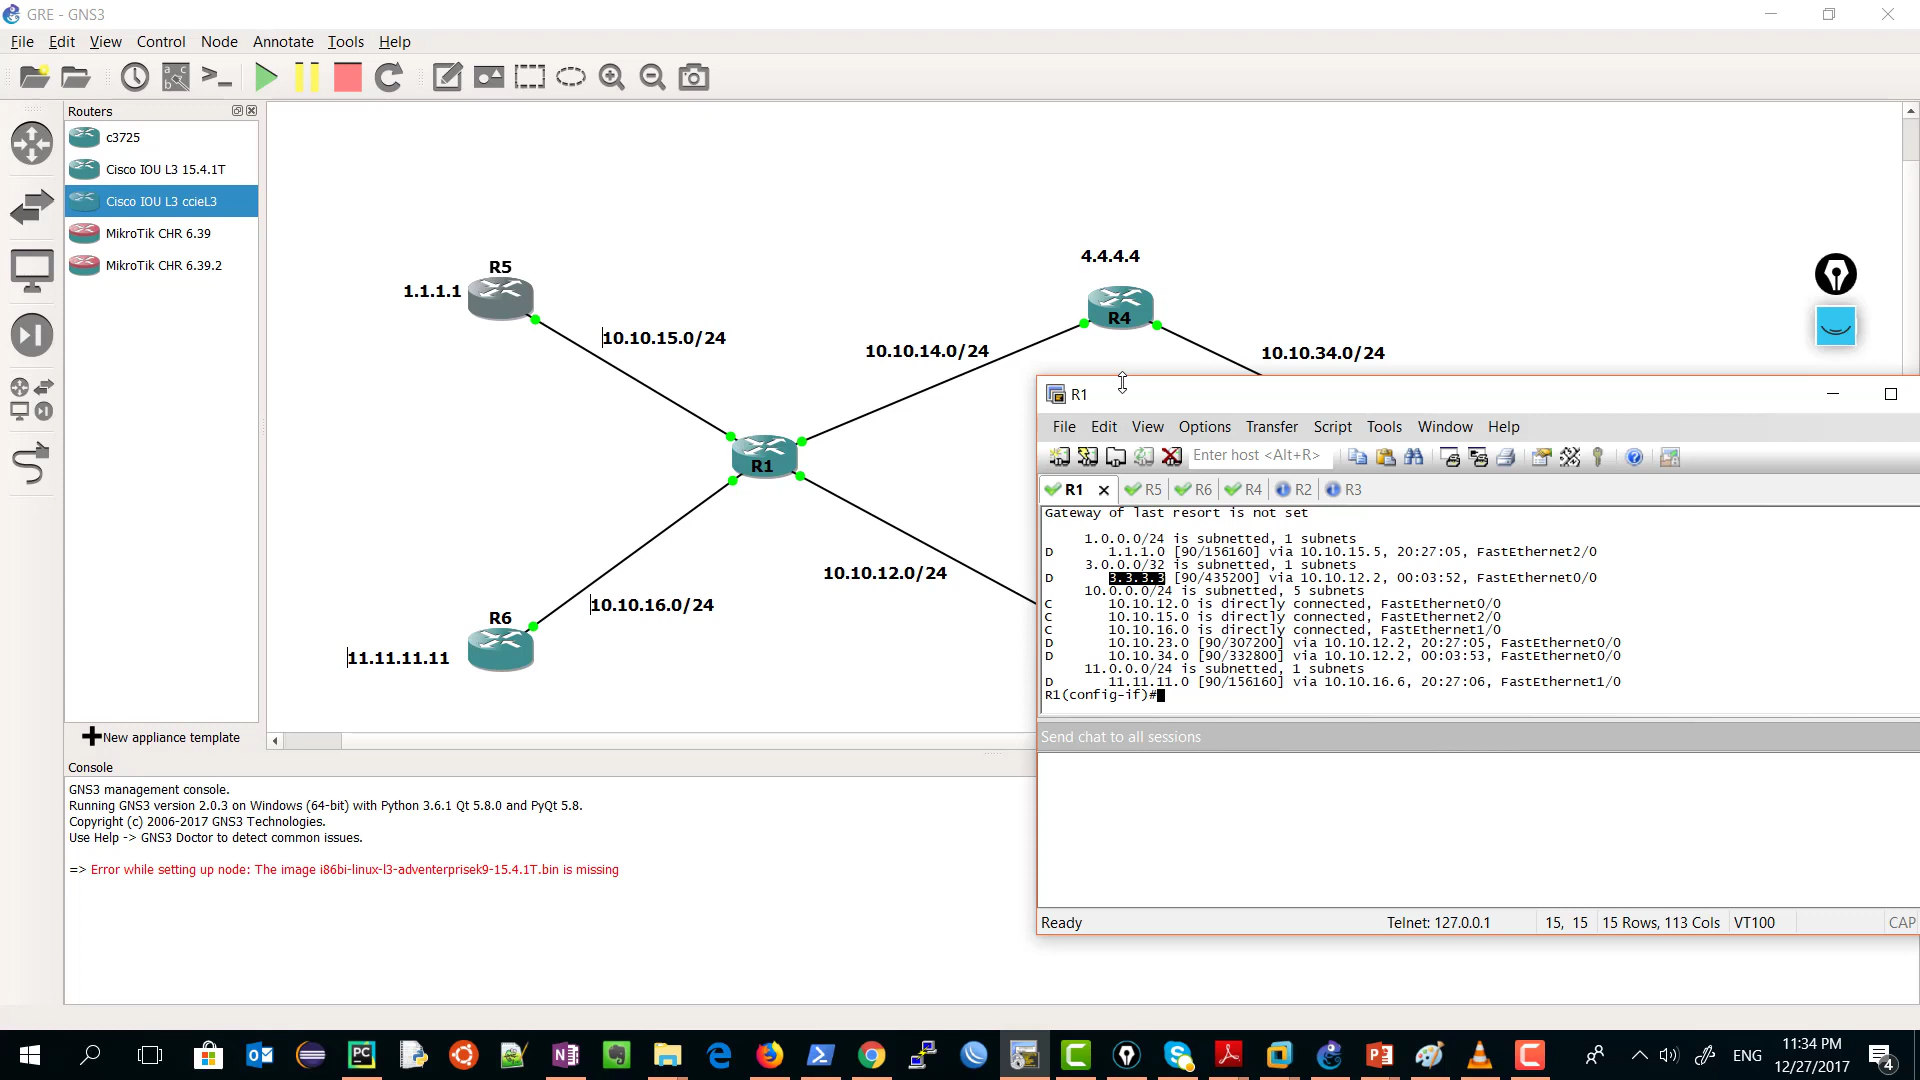 GRE - GNS3
File Edit View Control Node Annotate Tools Help
Routers
c3725
Cisco IOU L3 15.4.1T
Cisco IOU L3 ccieL3
MikroTik CHR 6.39
MikroTik CHR 6.39.2
New appliance template
R5
1.1.1.1
10.10.15.0/24
4.4.4.4
R4
10.10.14.0/24
10.10.34.0/24
R1
10.10.12.0/24
10.10.16.0/24
R6
11.11.11.11
R1
File Edit View Options Transfer Script Tools Window Help
Enter host <Alt+R>
R1 R5 R6 R4 R2 R3
Gateway of last resort is not set
1.0.0.0/24 is subnetted, 1 subnets
D 1.1.1.0 [90/156160] via 10.10.15.5, 20:27:05, FastEthernet2/0
3.0.0.0/32 is subnetted, 1 subnets
D 3.3.3.3 [90/435200] via 10.10.12.2, 00:03:52, FastEthernet0/0
10.0.0.0/24 is subnetted, 5 subnets
C 10.10.12.0 is directly connected, FastEthernet0/0
C 10.10.15.0 is directly connected, FastEthernet2/0
C 10.10.16.0 is directly connected, FastEthernet1/0
D 10.10.23.0 [90/307200] via 10.10.12.2, 20:27:05, FastEthernet0/0
D 10.10.34.0 [90/332800] via 10.10.12.2, 00:03:53, FastEthernet0/0
11.0.0.0/24 is subnetted, 1 subnets
D 11.11.11.0 [90/156160] via 10.10.16.6, 20:27:06, FastEthernet1/0
R1(config-if)#
Send chat to all sessions
Ready Telnet: 127.0.0.1 15, 15 15 Rows, 113 Cols VT100 CAP
Console
GNS3 management console.
Running GNS3 version 2.0.3 on Windows (64-bit) with Python 3.6.1 Qt 5.8.0 and PyQt 5.8.
Copyright (c) 2006-2017 GNS3 Technologies.
Use Help -> GNS3 Doctor to detect common issues.
=> Error while setting up node: The image i86bi-linux-l3-adventerprisek9-15.4.1T.bin is missing
ENG
11:34 PM
12/27/2017
4